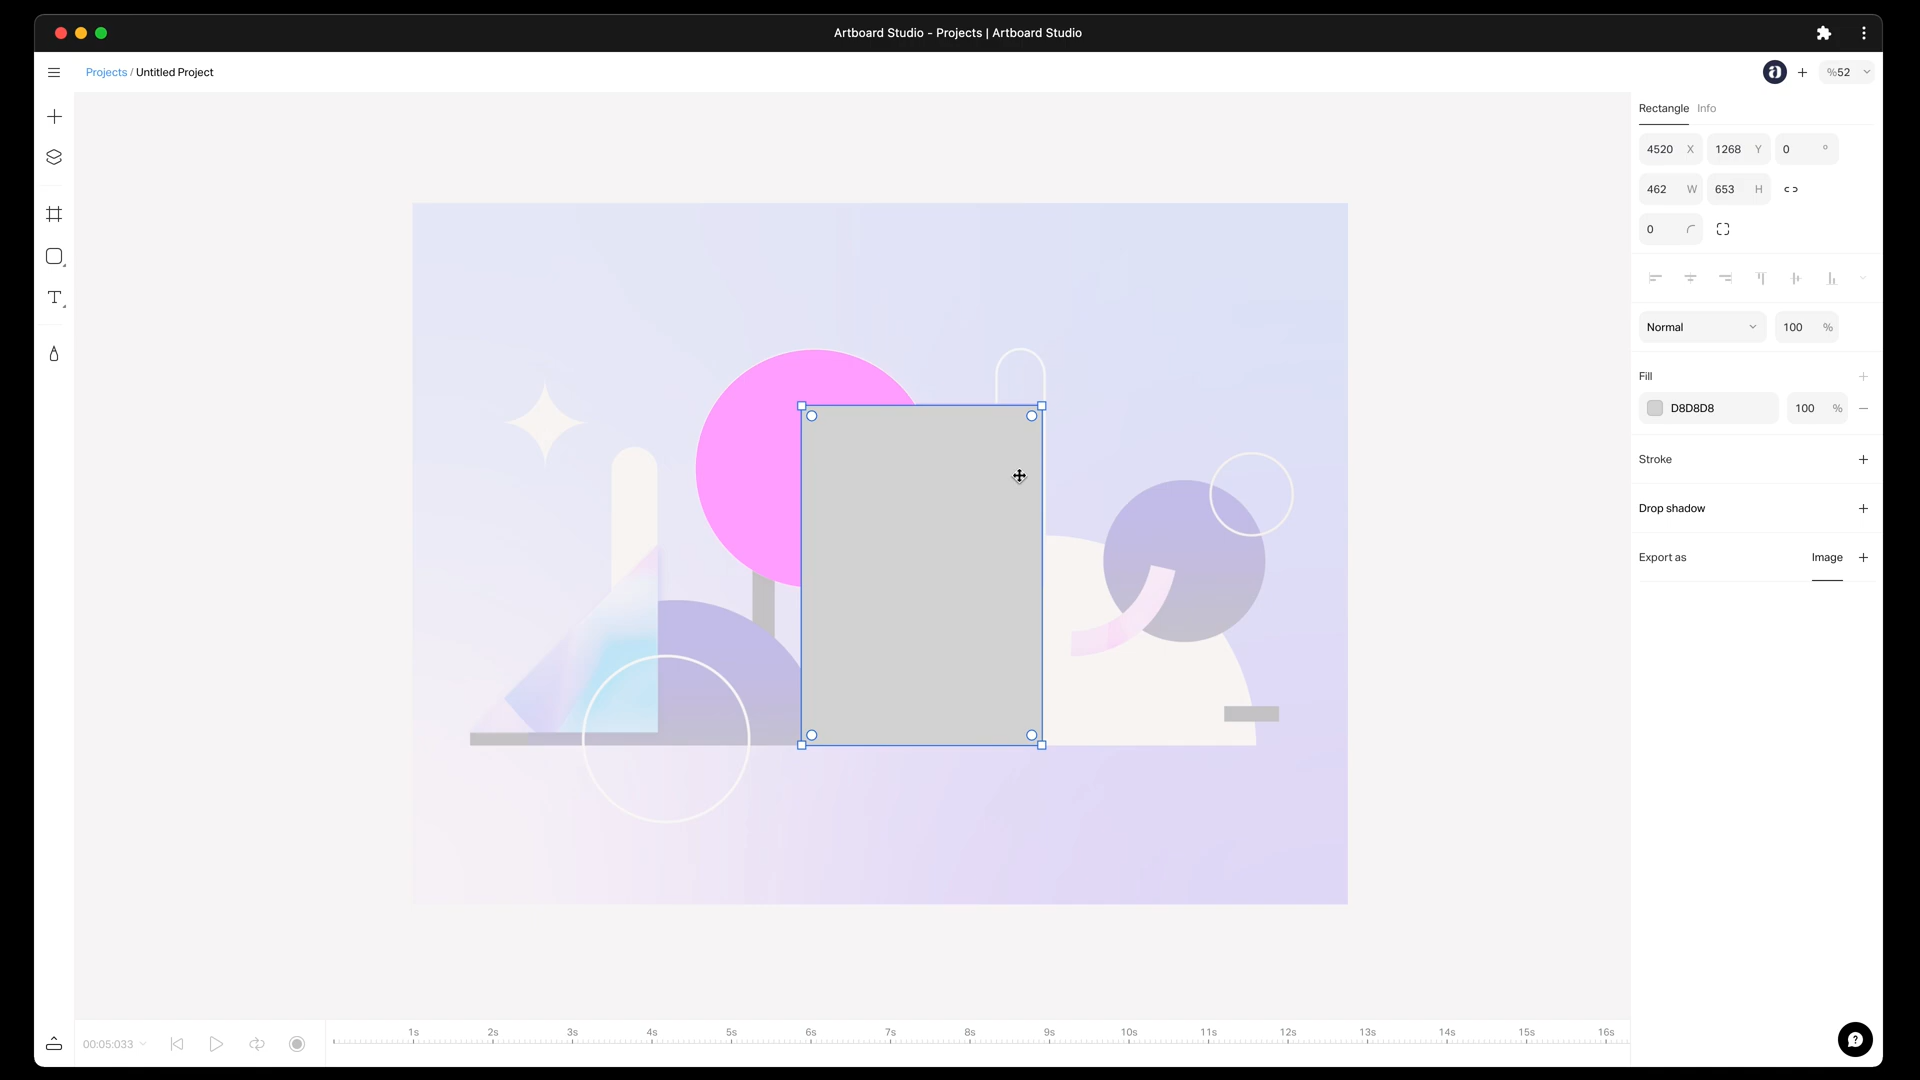 Artboard Studio - Projects | Artboard Studio
Projects / Untitled Project
a
%52
Rectangle Info
4520 X 1268 Y 0 °
462 W 653 H
0
Normal 100 %
Fill
D8D8D8 100 %
Stroke
Drop shadow
Export as Image
T
1s 2s 3s 4s 5s 6s 7s 8s 9s 10s 11s 12s 13s 14s 15s 16s
00:05:033
?